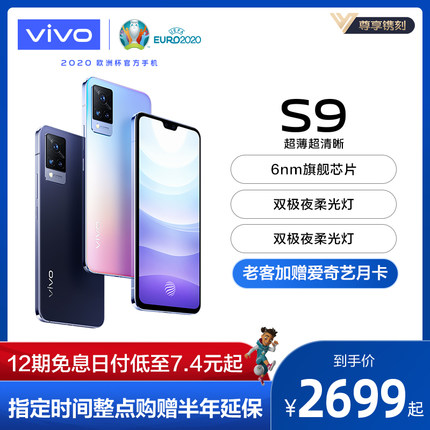 vivo
UEFA
EURO2020
尊享镌刻
2020 欧洲杯官方手机
S9
超薄超清晰
6nm旗舰芯片
双极夜柔光灯
双极夜柔光灯
老客加赠爱奇艺月卡
vivo
vivo
12期免息日付低至7.4元起
到手价
指定时间整点购赠半年延保
¥2699起